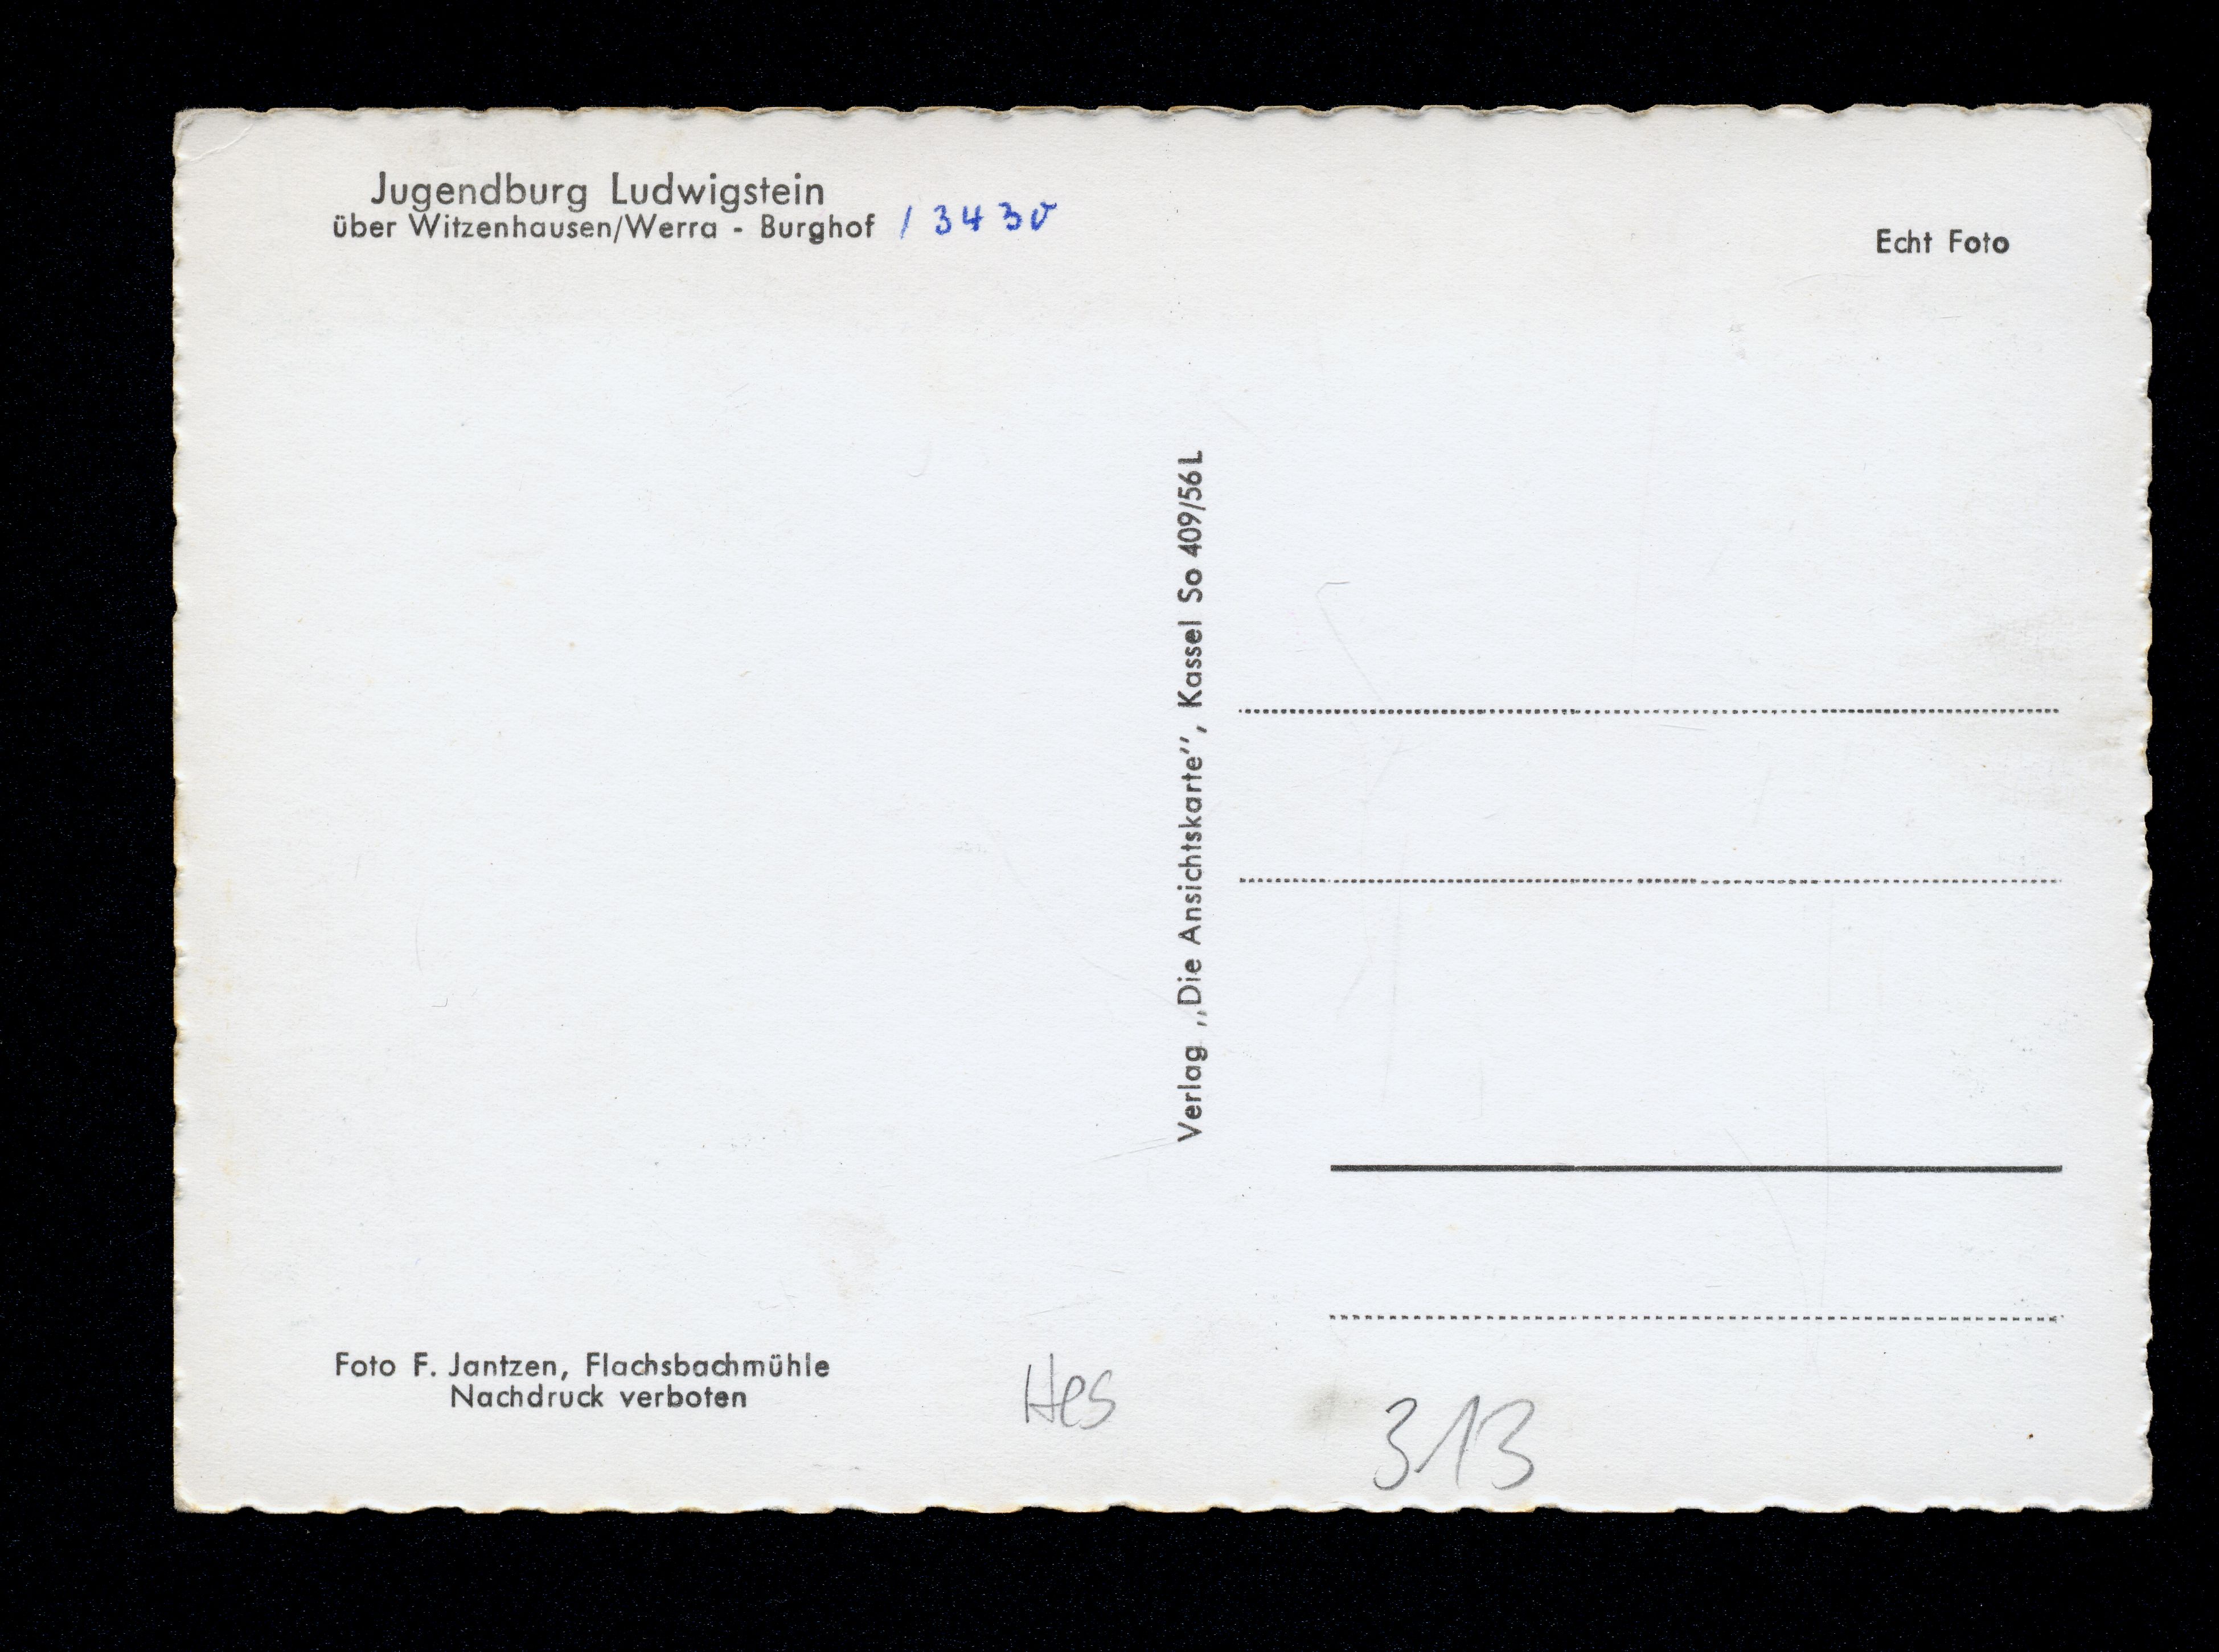 Jugendburg Ludwigstein
über Witzenhausen/Werra - Burghof / 3430
Echt Foto
Verlag „Die Ansichtskarte", Kassel So 409/56 L
Foto F. Jantzen, Flachsbachmühle
Nachdruck verboten
Hes
313